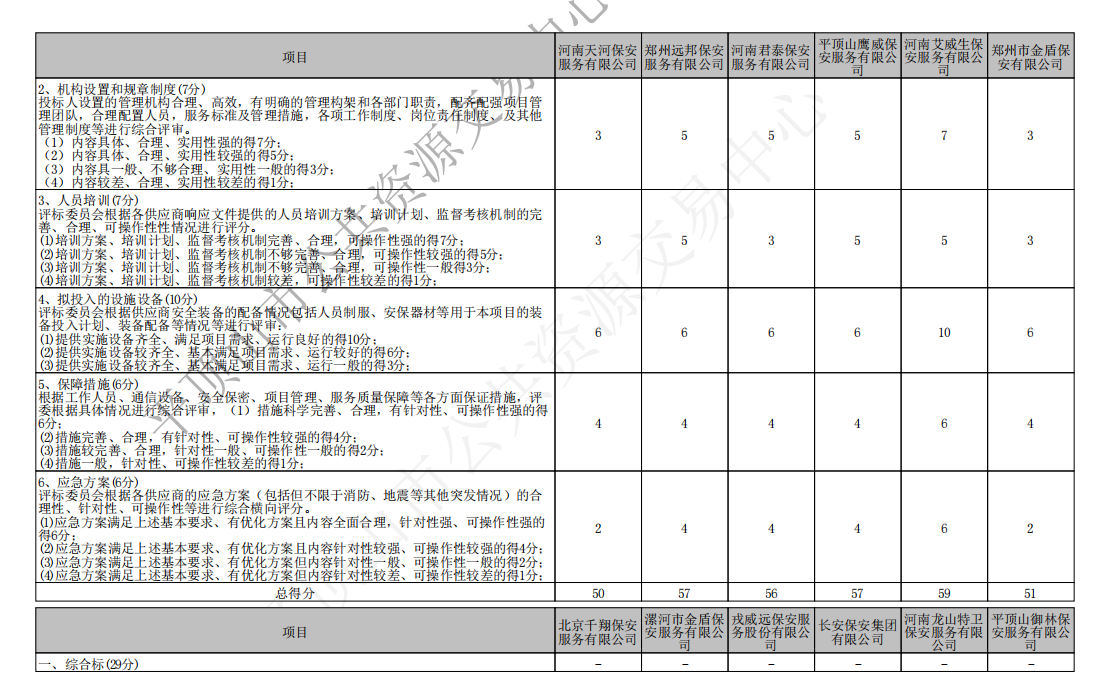 项目
河南天河保安服务有限公司
郑州远邦保安服务有限公司
河南君泰保安服务有限公司
平顶山鹰威保安服务有限公司
河南艾威生保安服务有限公司
郑州市金盾保安有限公司
2、机构设置和规章制度(7分)
投标人设置的管理机构合理、高效，有明确的管理构架和各部门职责，配齐配强项目管
理团队，合理配置人员，服务标准及管理措施，各项工作制度、岗位责任制度、及其他
管理制度等进行综合评审。
（1）内容具体、合理、实用性强的得7分；
（2）内容具体、合理、实用性较强的得5分；
（3）内容具一般、不够合理、实用性一般的得3分；
（4）内容较差、合理、实用性较差的得1分；
3 5 5 5 7 3
3、人员培训(7分)
评标委员会根据各供应商响应文件提供的人员培训方案、培训计划、监督考核机制的完
善、合理、可操作性性情况进行评分。
(1)培训方案、培训计划、监督考核机制完善、合理，可操作性强的得7分；
(2)培训方案、培训计划、监督考核机制不够完善、合理，可操作性较强的得5分；
(3)培训方案、培训计划、监督考核机制不够完善、合理，可操作性一般得3分；
(4)培训方案、培训计划、监督考核机制较差，可操作性较差的得1分；
3 5 3 5 5 3
4、拟投入的设施设备(10分)
评标委员会根据供应商安全装备的配备情况包括人员制服、安保器材等用于本项目的装
备投入计划、装备配备等情况等进行评审：
(1)提供实施设备齐全、满足项目需求、运行良好的得10分；
(2)提供实施设备较齐全、基本满足项目需求、运行较好的得6分；
(3)提供实施设备较齐全、基本满足项目需求、运行一般的得3分；
6 6 6 6 10 6
5、保障措施(6分)
根据工作人员、通信设备、安全保密、项目管理、服务质量保障等各方面保证措施，评
委根据具体情况进行综合评审，（1）措施科学完善、合理，有针对性、可操作性强的得
6分；
(2)措施完善、合理，有针对性、可操作性较强的得4分；
(3)措施较完善、合理，针对性一般、可操作性一般的得2分；
(4)措施一般，针对性、可操作性较差的得1分；
4 4 4 4 6 4
6、应急方案(6分)
评标委员会根据各供应商的应急方案（包括但不限于消防、地震等其他突发情况）的合
理性、针对性、可操作性等进行综合横向评分。
(1)应急方案满足上述基本要求、有优化方案且内容全面合理，针对性强、可操作性强的
得6分；
(2)应急方案满足上述基本要求、有优化方案且内容针对性较强、可操作性较强的得4分；
(3)应急方案满足上述基本要求、有优化方案但内容针对性一般、可操作性一般的得2分；
(4)应急方案满足上述基本要求、有优化方案但内容针对性较差、可操作性较差的得1分；
2 4 4 4 6 2
总得分 50 57 56 57 59 51
项目
北京千翔保安服务有限公司
漯河市金盾保安服务有限公司
戎威远保安服务股份有限公司
长安保安集团有限公司
河南龙山特卫保安服务有限公司
平顶山御林保安服务有限公司
一、综合标(29分) - - - - - -
平顶山市公共资源交易中心
市公共资源交易中心